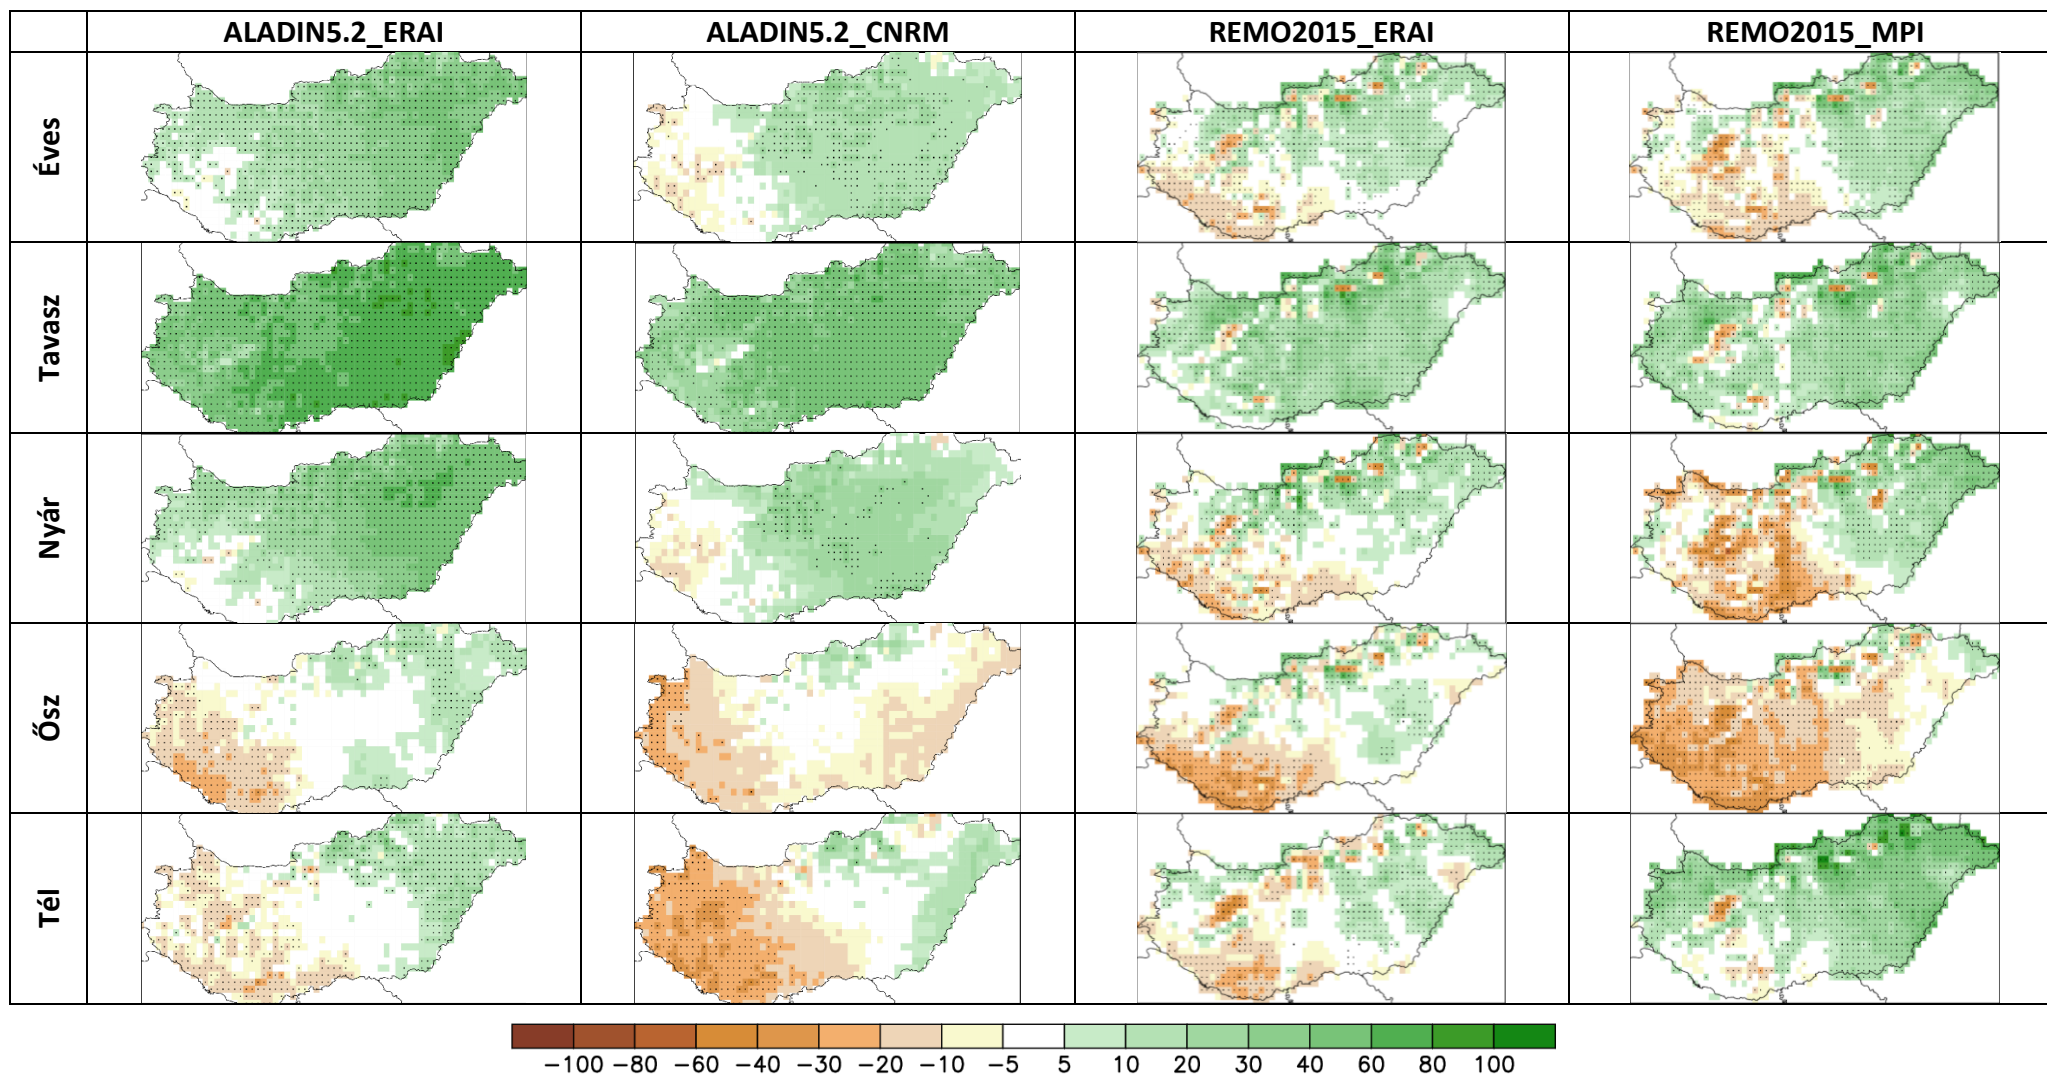 ALADIN5.2_ERAI ALADIN5.2_CNRM REMO2015_ERAI REMO2015_MPI
Éves
Tavasz
Nyár
Ősz
Tél
−100 −80 −60 −40 −30 −20 −10 −5 5 10 20 30 40 60 80 100